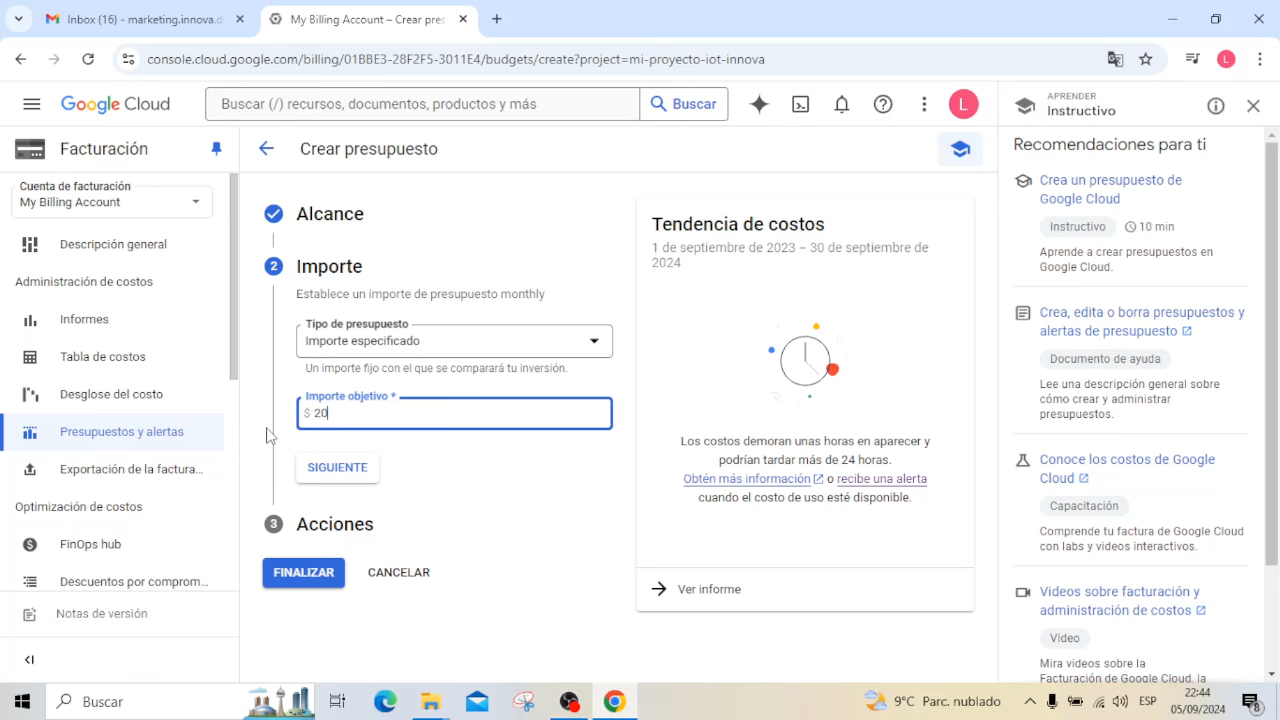 Inbox (16) - marketing.innova.d
My Billing Account – Crear pres
console.cloud.google.com/billing/01BBE3-28F2F5-3011E4/budgets/create?project=mi-proyecto-iot-innova
L
Google Cloud
Buscar (/) recursos, documentos, productos y más
Buscar
L
APRENDER
Instructivo
Facturación
Crear presupuesto
Recomendaciones para ti
Cuenta de facturación
My Billing Account
Descripción general
Administración de costos
Informes
Tabla de costos
Desglose del costo
Presupuestos y alertas
Exportación de la factura...
Optimización de costos
FinOps hub
Descuentos por comprom...
Notas de versión
Alcance
2 Importe
Establece un importe de presupuesto monthly
Tipo de presupuesto
Importe especificado
Un importe fijo con el que se comparará tu inversión.
Importe objetivo *
$ 20
SIGUIENTE
3 Acciones
FINALIZAR
CANCELAR
Tendencia de costos
1 de septiembre de 2023 – 30 de septiembre de
2024
Los costos demoran unas horas en aparecer y
podrían tardar más de 24 horas.
Obtén más información o recibe una alerta
cuando el costo de uso esté disponible.
Ver informe
Crea un presupuesto de
Google Cloud
Instructivo
10 min
Aprende a crear presupuestos en
Google Cloud.
Crea, edita o borra presupuestos y
alertas de presupuesto
Documento de ayuda
Lee una descripción general sobre
cómo crear y administrar
presupuestos.
Conoce los costos de Google
Cloud
Capacitación
Comprende tu factura de Google Cloud
con labs y videos interactivos.
Videos sobre facturación y
administración de costos
Video
Mira videos sobre la
Facturación de Google Cloud, la
Buscar
9°C Parc. nublado
ESP
22:44
05/09/2024
8